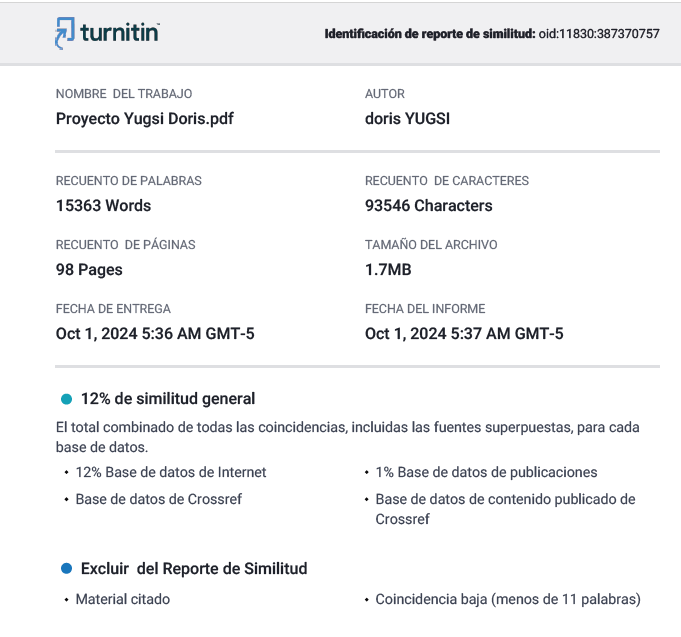 turnitin™
Identificación de reporte de similitud: oid:11830:387370757
NOMBRE DEL TRABAJO
AUTOR
Proyecto Yugsi Doris.pdf
doris YUGSI
RECUENTO DE PALABRAS
RECUENTO DE CARACTERES
15363 Words
93546 Characters
RECUENTO DE PÁGINAS
TAMAÑO DEL ARCHIVO
98 Pages
1.7MB
FECHA DE ENTREGA
FECHA DEL INFORME
Oct 1, 2024 5:36 AM GMT-5
Oct 1, 2024 5:37 AM GMT-5
● 12% de similitud general
El total combinado de todas las coincidencias, incluidas las fuentes superpuestas, para cada
base de datos.
• 12% Base de datos de Internet
• 1% Base de datos de publicaciones
• Base de datos de Crossref
• Base de datos de contenido publicado de
Crossref
● Excluir del Reporte de Similitud
• Material citado
• Coincidencia baja (menos de 11 palabras)